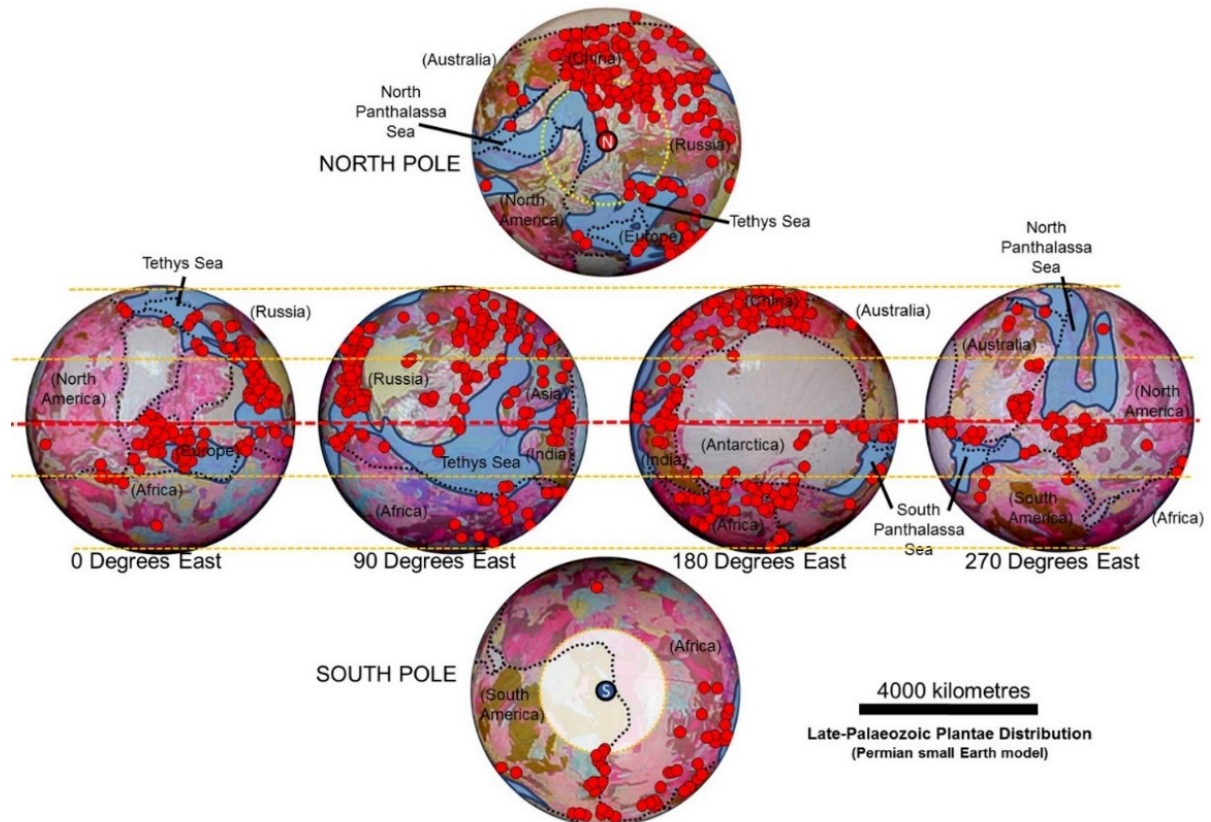 (Australia)
(China)
North
Panthalassa
Sea
N
(Russia)
NORTH POLE
(North
America)
Tethys Sea
(Europe)
North
Panthalassa
Sea
Tethys Sea
(Russia)
(North
America)
(Europe)
(Africa)
0 Degrees East
(Russia)
(Asia)
(India)
Tethys Sea
(Africa)
90 Degrees East
(China)
(Australia)
(Antarctica)
(India)
(Africa)
180 Degrees East
South
Panthalassa
Sea
(Australia)
(North
America)
(South
America)
(Africa)
270 Degrees East
SOUTH POLE
(Africa)
(South
America)
S
4000 kilometres
Late-Palaeozoic Plantae Distribution
(Permian small Earth model)